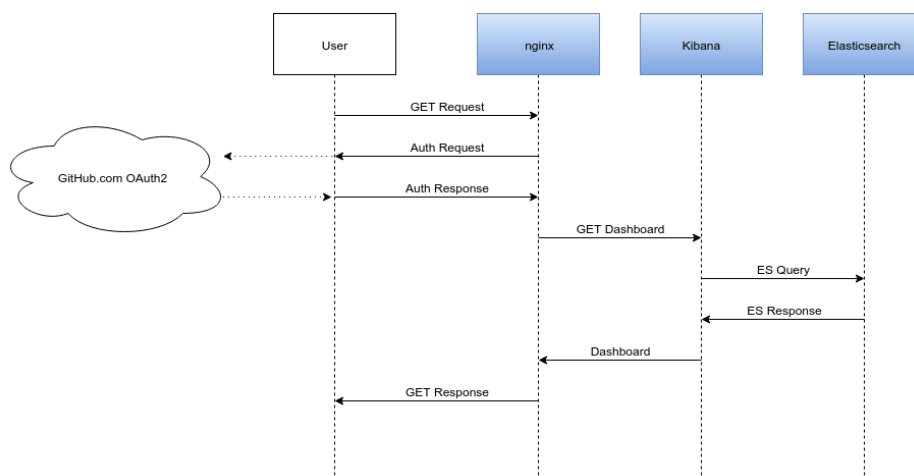 User
nginx
Kibana
Elasticsearch
GET Request
Auth Request
GitHub.com OAuth2
Auth Response
GET Dashboard
ES Query
ES Response
Dashboard
GET Response